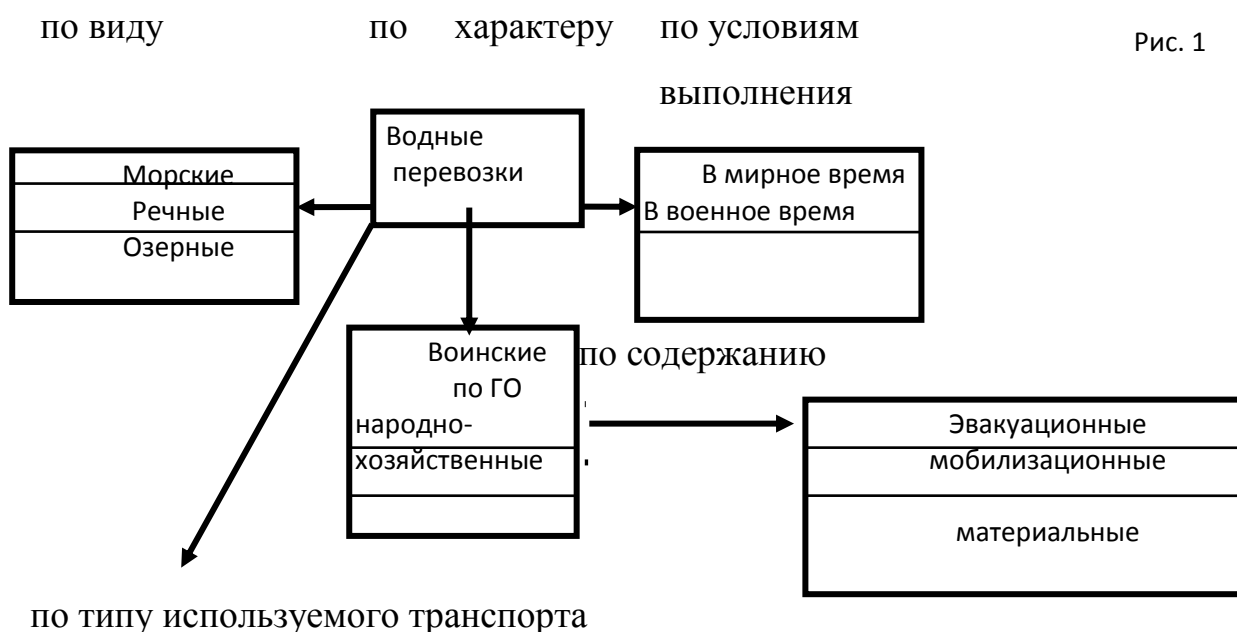 по виду
по характеру
по условиям
выполнения
Рис. 1
Водные
перевозки
Морские
Речные
Озерные
В мирное время
В военное время
Воинские
по ГО
народно-
хозяйственные
по содержанию
Эвакуационные
мобилизационные
материальные
по типу используемого транспорта